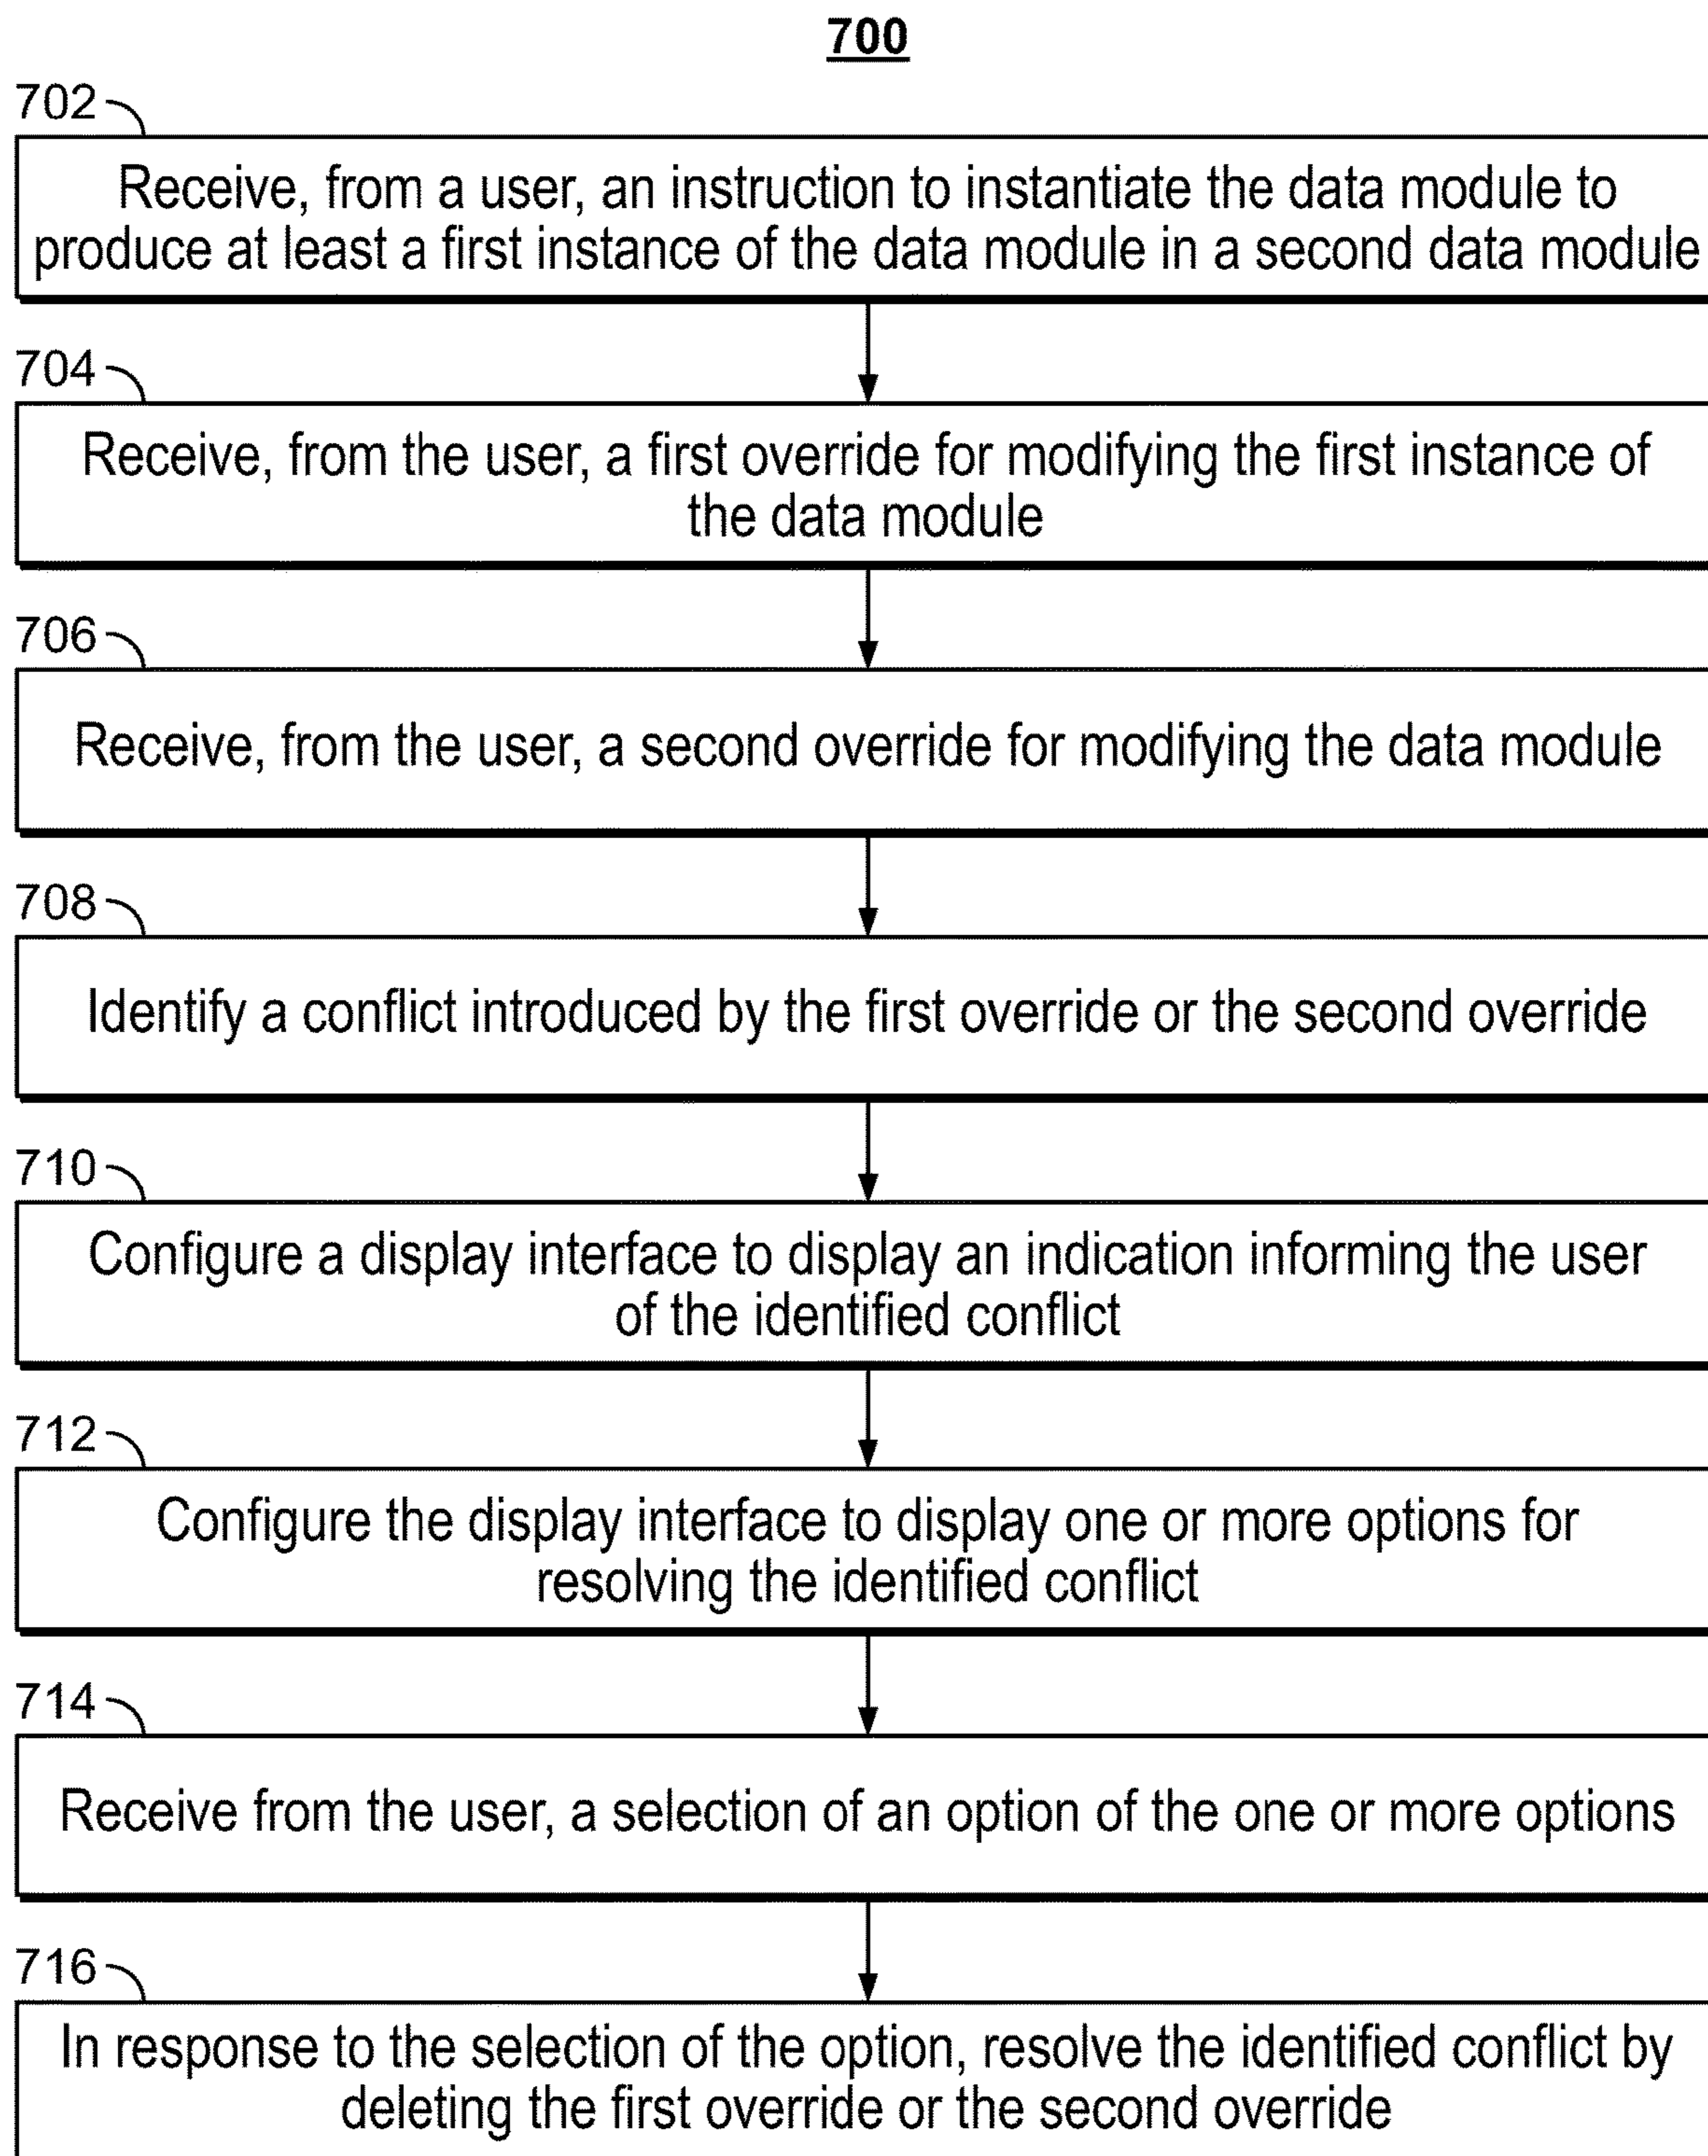 700
702
Receive, from a user, an instruction to instantiate the data module to
produce at least a first instance of the data module in a second data module
704
Receive, from the user, a first override for modifying the first instance of
the data module
706
Receive, from the user, a second override for modifying the data module
708
Identify a conflict introduced by the first override or the second override
710
Configure a display interface to display an indication informing the user
of the identified conflict
712
Configure the display interface to display one or more options for
resolving the identified conflict
714
Receive from the user, a selection of an option of the one or more options
716
In response to the selection of the option, resolve the identified conflict by
deleting the first override or the second override